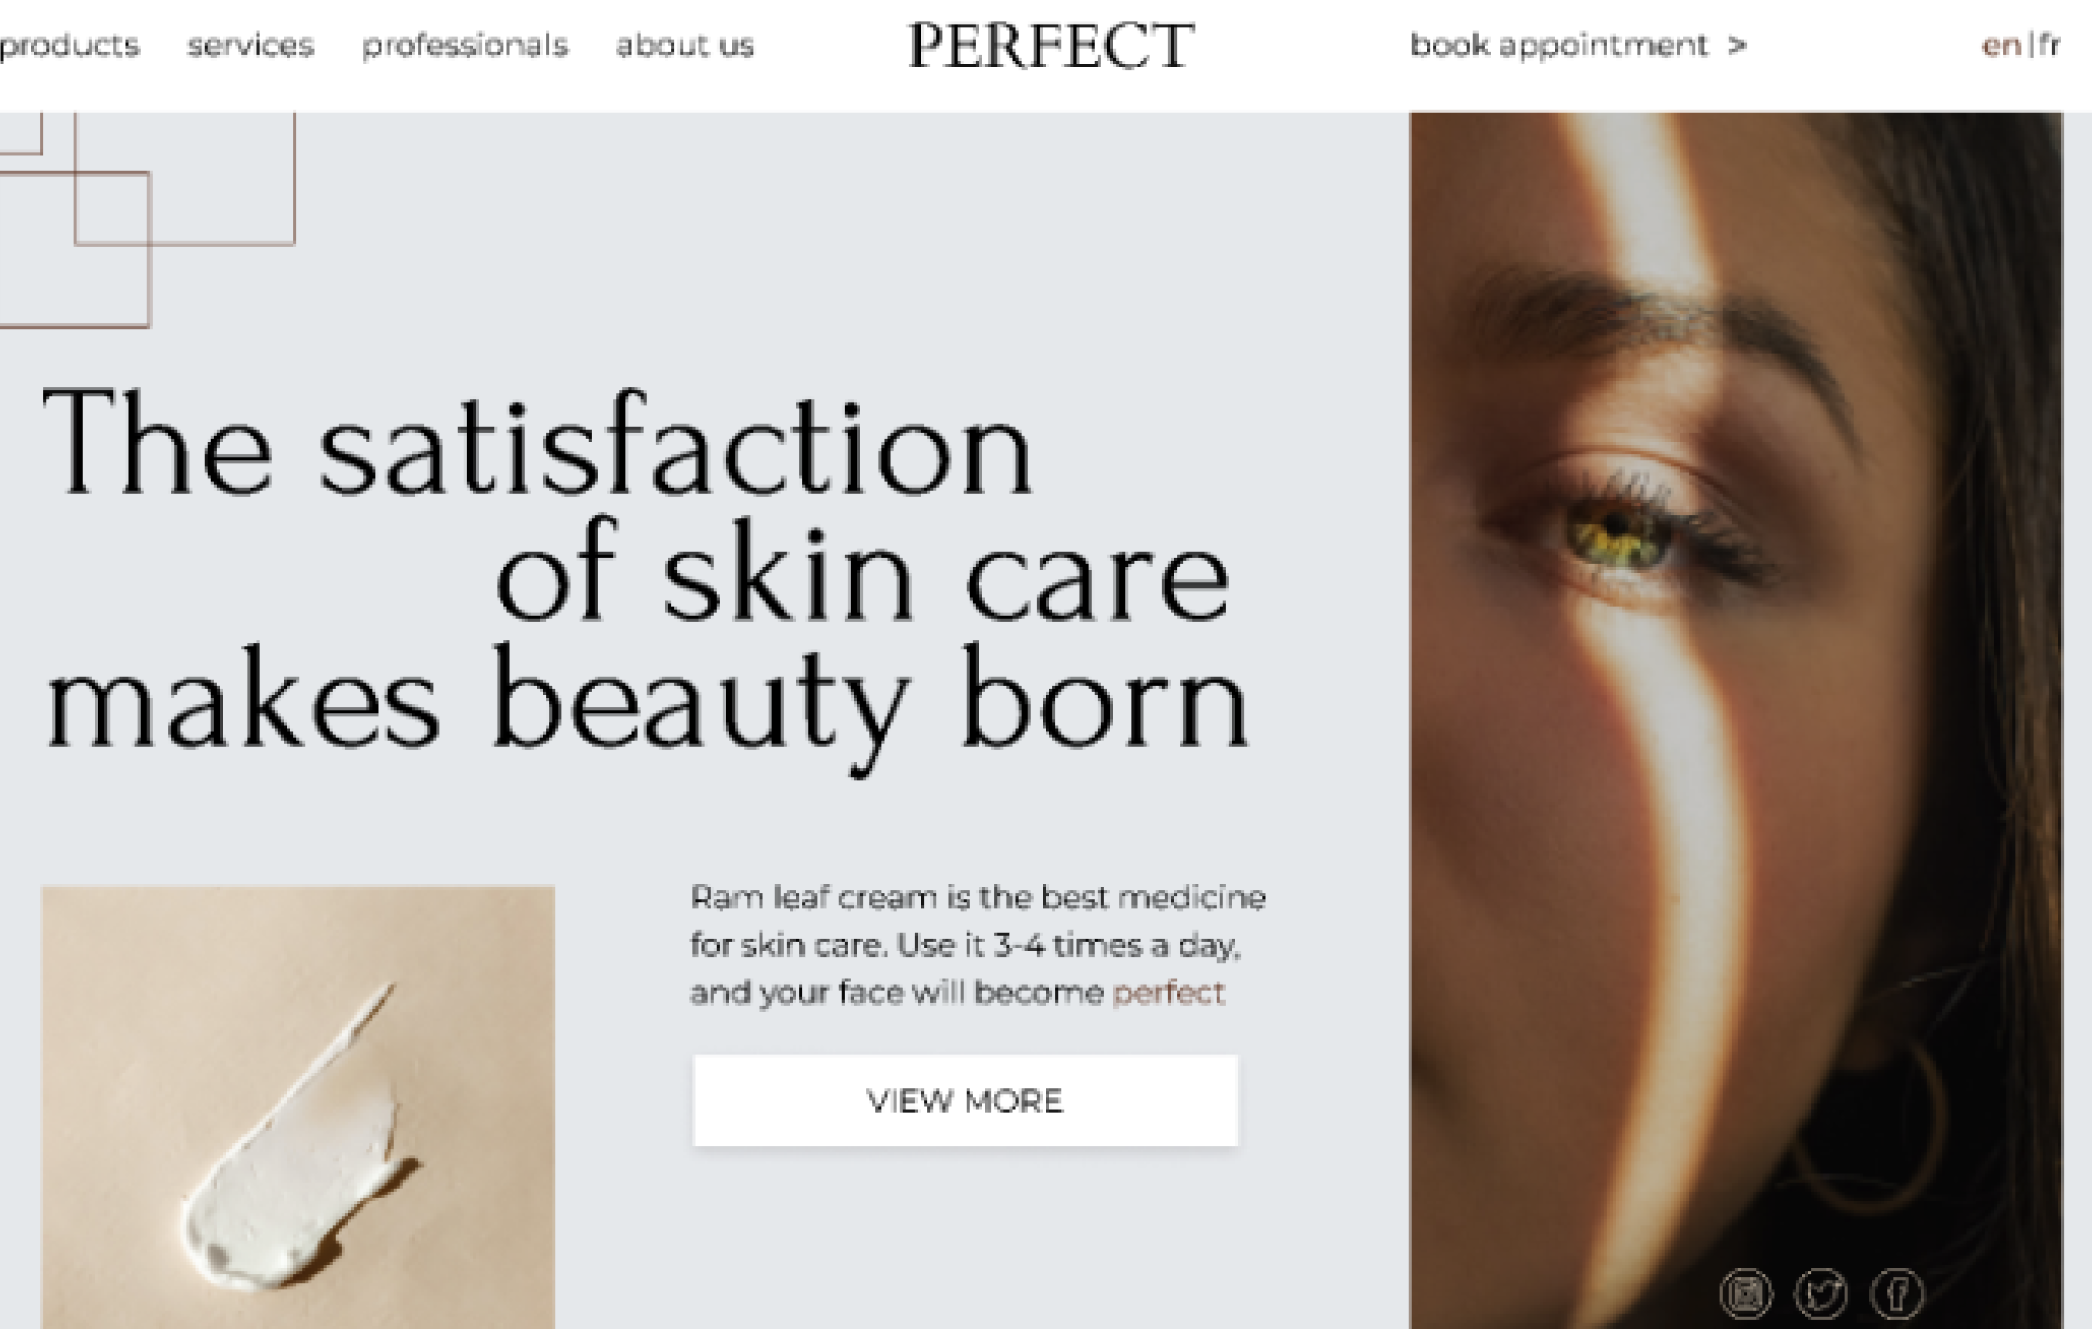 products services professionals about us PERFECT book appointment > en|fr
The satisfaction
of skin care
makes beauty born
Ram leaf cream is the best medicine
for skin care. Use it 3-4 times a day,
and your face will become perfect
VIEW MORE